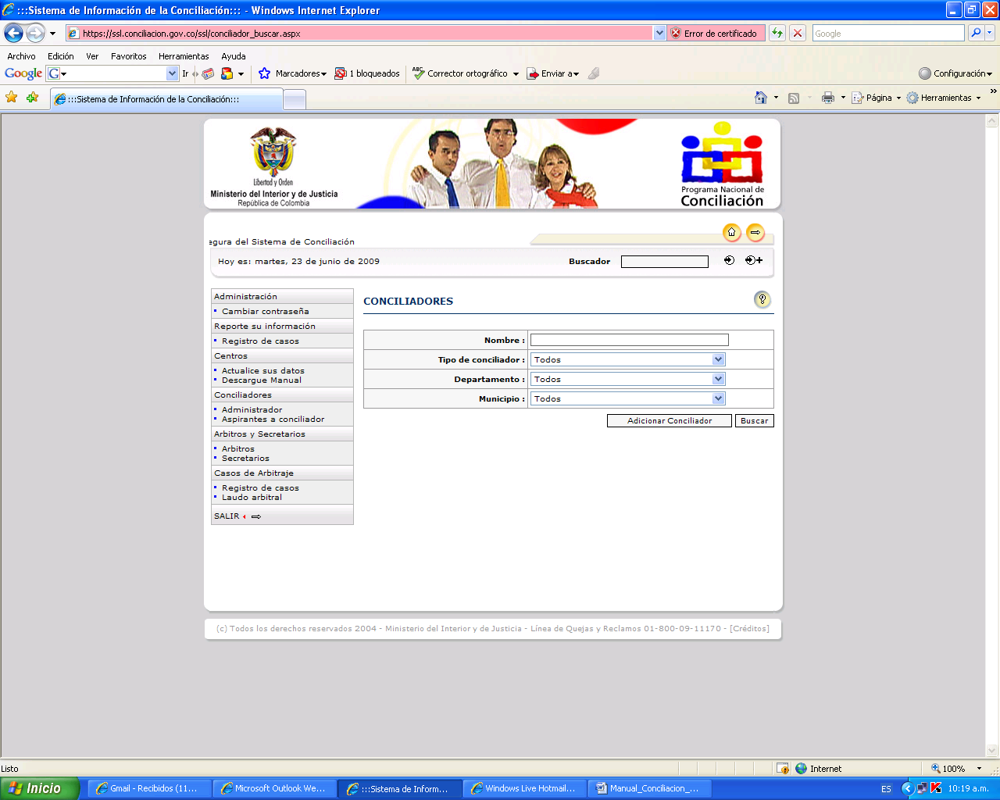 :::Sistema de Información de la Conciliación::: - Windows Internet Explorer
https://ssl.conciliacion.gov.co/ssl/conciliador_buscar.aspx
Error de certificado
Google
Archivo Edición Ver Favoritos Herramientas Ayuda
Google G Ir Marcadores 1 bloqueados ABC Corrector ortográfico Enviar a Configuración
:::Sistema de Información de la Conciliación:::
Página Herramientas »
Libertad y Orden
Ministerio del Interior y de Justicia
República de Colombia
Programa Nacional de
Conciliación
egura del Sistema de Conciliación
Hoy es: martes, 23 de junio de 2009
Buscador
Administración
Cambiar contraseña
Reporte su información
Registro de casos
Centros
Actualice sus datos
Descargue Manual
Conciliadores
Administrador
Aspirantes a conciliador
Arbitros y Secretarios
Arbitros
Secretarios
Casos de Arbitraje
Registro de casos
Laudo arbitral
SALIR
CONCILIADORES
Nombre :
Tipo de conciliador : Todos
Departamento : Todos
Municipio : Todos
Adicionar Conciliador Buscar
(c) Todos los derechos reservados 2004 - Ministerio del Interior y de Justicia - Línea de Quejas y Reclamos 01-800-09-11170 - [Créditos]
Listo
Internet
100%
Inicio
Gmail - Recibidos (11...
Microsoft Outlook We...
:::Sistema de Inform...
Windows Live Hotmail...
Manual_Conciliacion_...
ES
10:19 a.m.